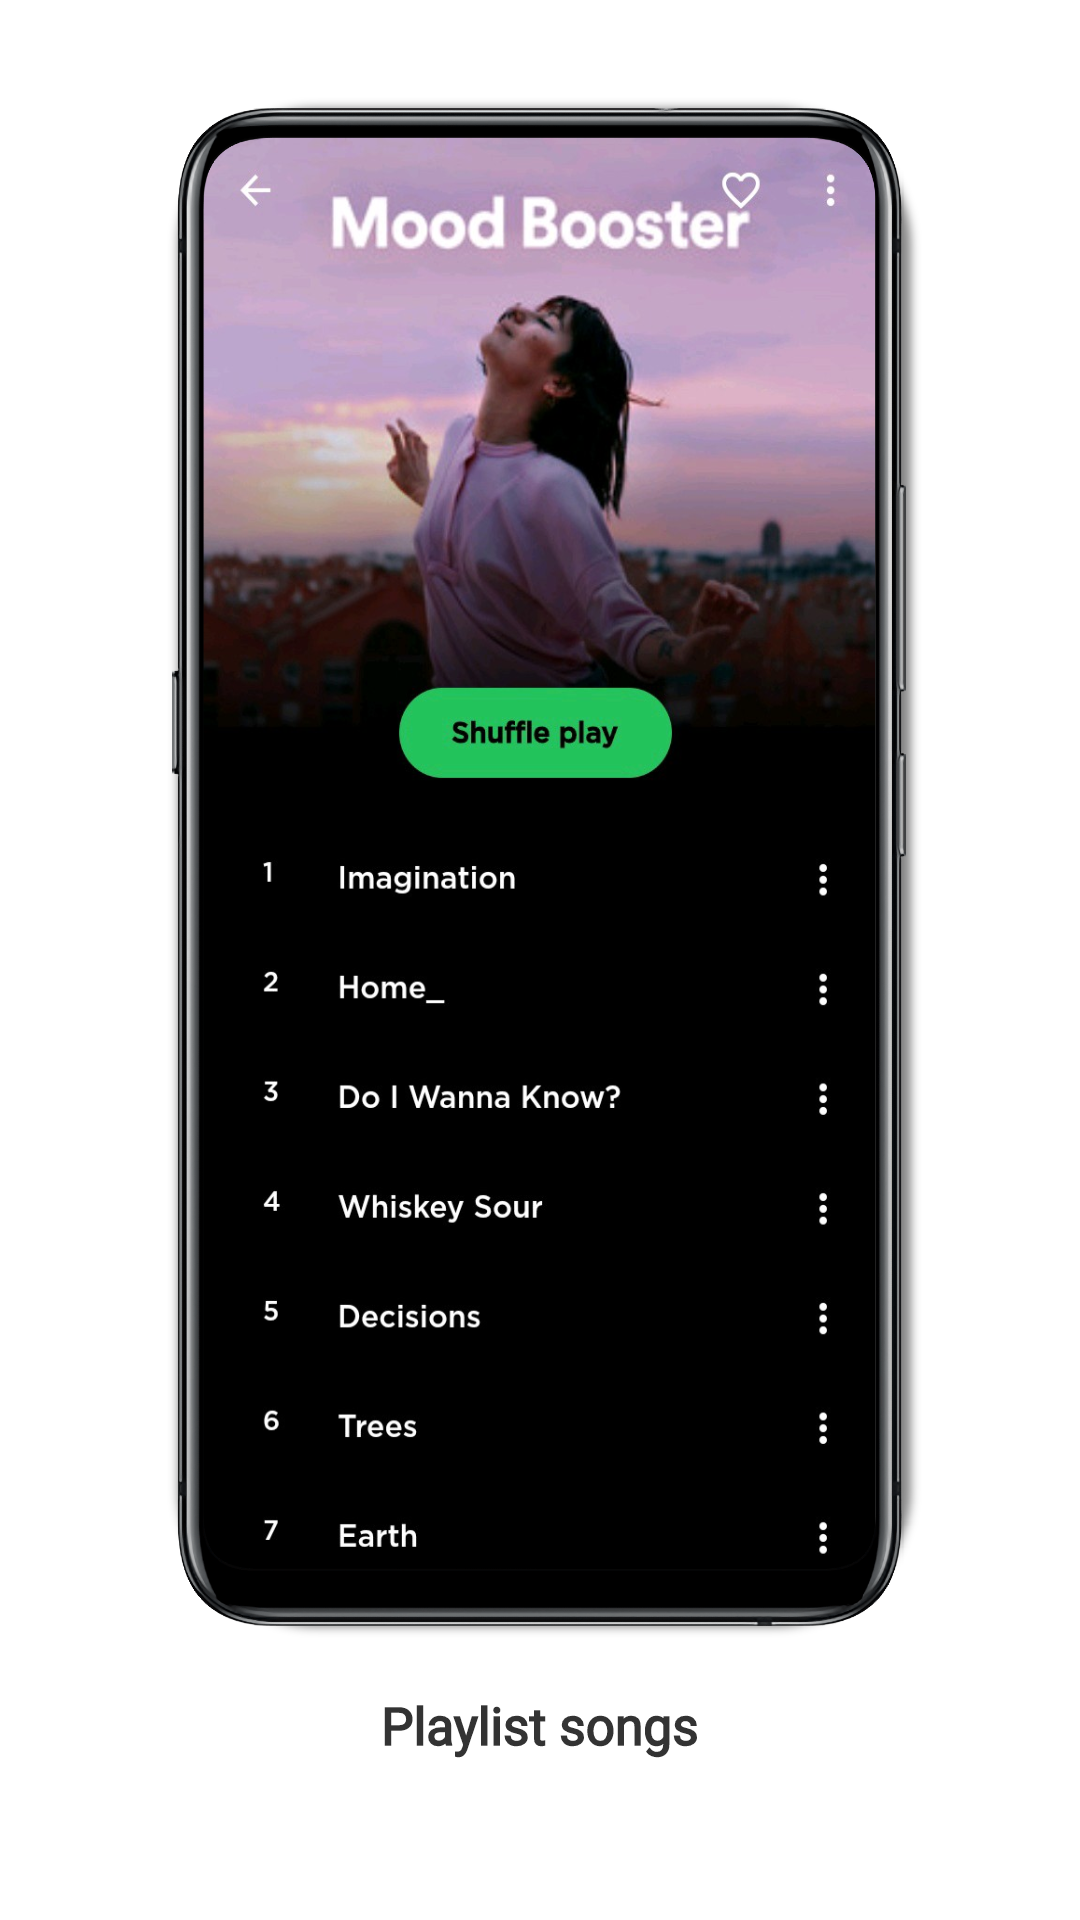 Mood Booster
Shuffle play
1 Imagination
2 Home_
3 Do I Wanna Know?
4 Whiskey Sour
5 Decisions
6 Trees
7 Earth
Playlist songs